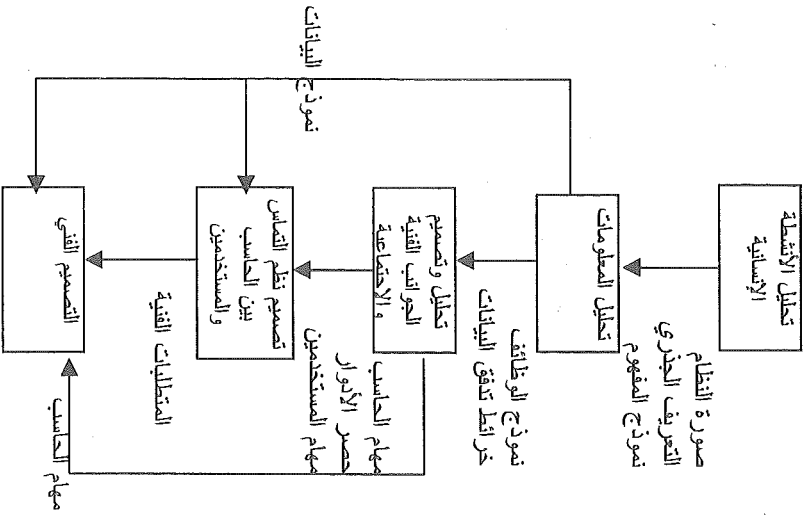 تحليل الأنشطة
الإنسانية
صورة النظام
التعريف الجذري
نموذج المفهوم
تحليل المعلومات
نموذج الوظائف
خرائط تدفق البيانات
تحليل وتصميم
الجوانب الفنية
والاجتماعية
مهام الحاسب
حصر الأدوار
مهام المستخدمين
تصميم نظم التماس
بين الحاسب
والمستخدمين
المتطلبات الفنية
التصميم الفني
نموذج البيانات
مهام الحاسب